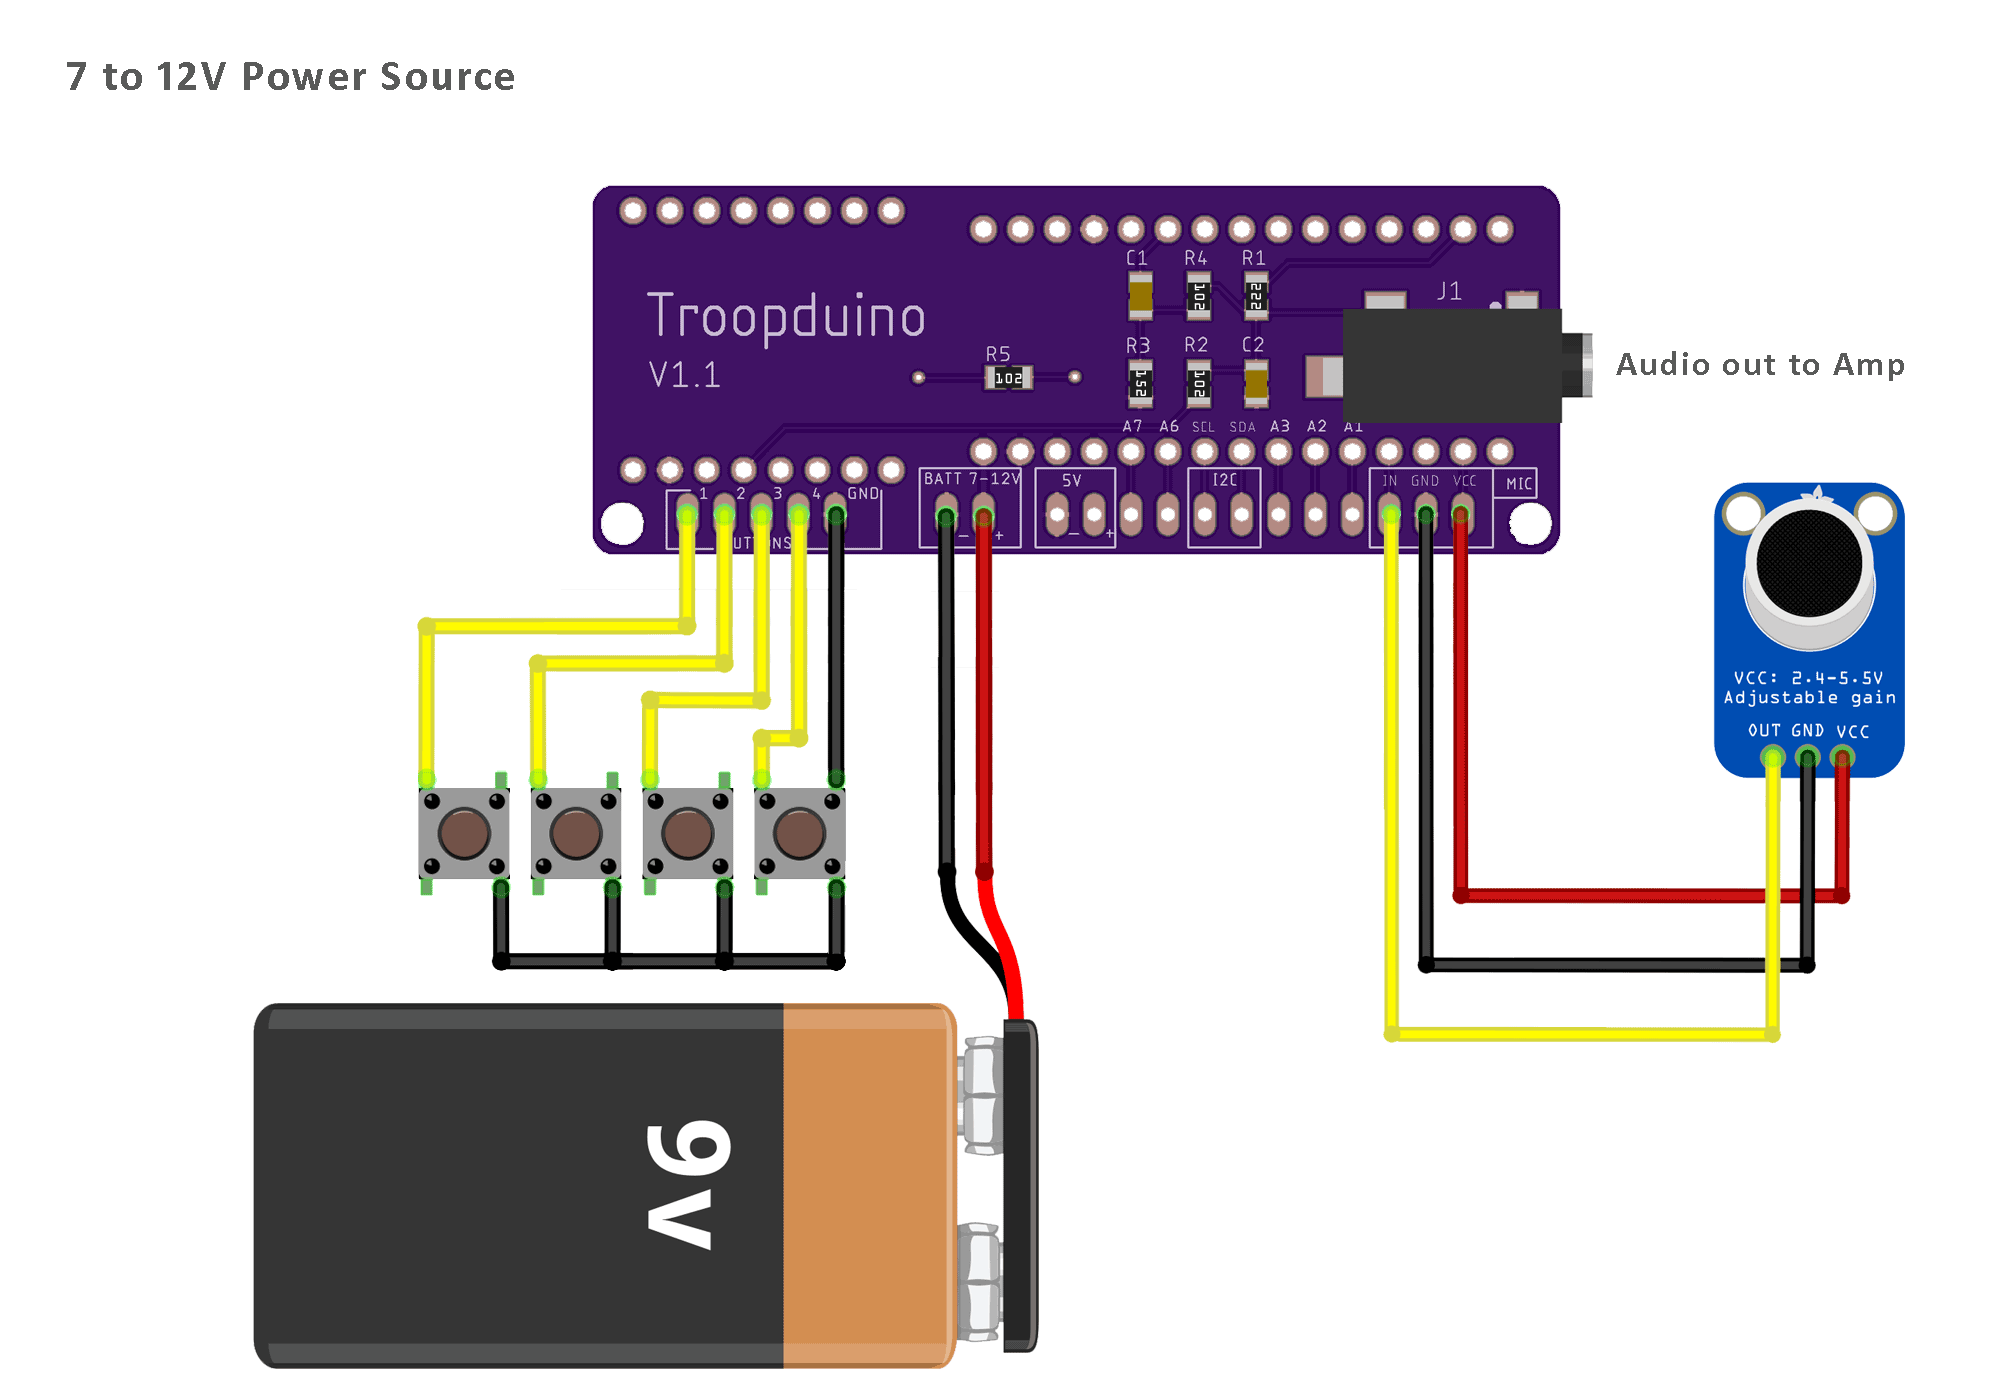 7 to 12V Power Source
C1 R4 R1
102 222
J1
Troopduino
V1.1
R5
102
R3 R2 C2
152 102
Audio out to Amp
A7 A6 SCL SDA A3 A2 A1
1 2 3 4 GND
BATT 7-12V
5V
I2C
IN GND VCC
MIC
- +
- +
VCC: 2.4-5.5V
Adjustable gain
OUT GND VCC
9v